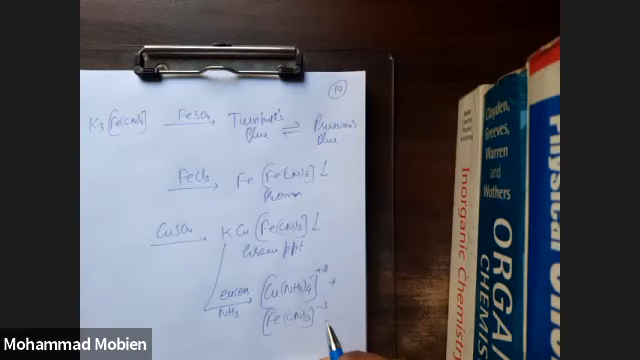 (19)
K3[Fe(CN)6] FeSO4 → Turnbull's Blue ⇌ Prussian's Blue
FeCl3 → Fe[Fe(CN)6]↓
Brown
CuSO4 → KCu[Fe(CN)6]↓
Green ppt
excess NH3 → [Cu(NH3)4]+2 +
[Fe(CN)6]-3
Inorganic Chemistry
Clayden,
Greeves,
Warren
and
Wothers
ORGA
CHEMIS
Physical
Mohammad Mobien